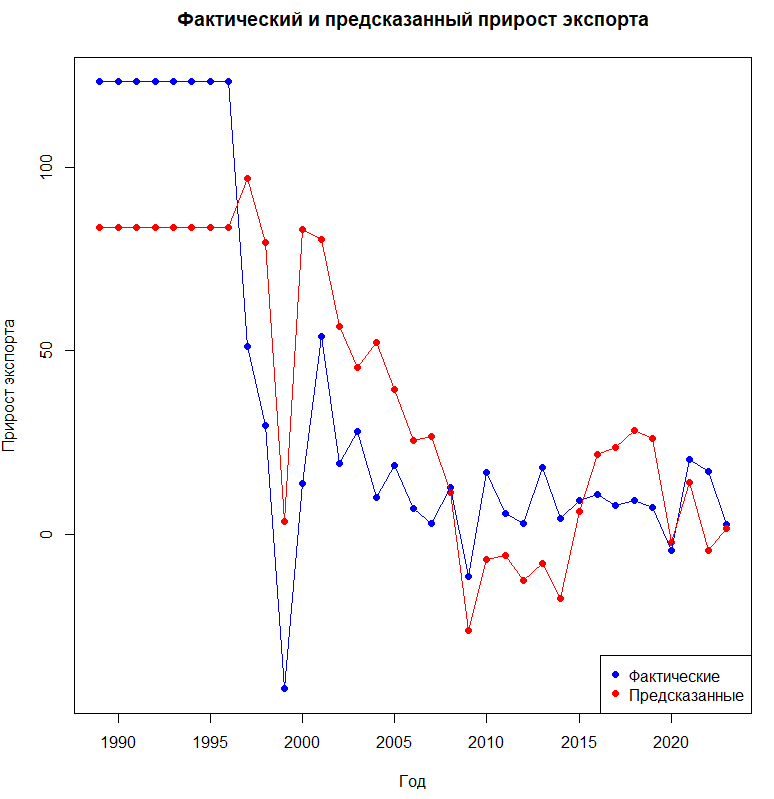 Фактический и предсказанный прирост экспорта
Прирост экспорта
100
50
0
Фактические
Предсказанные
1990 1995 2000 2005 2010 2015 2020
Год